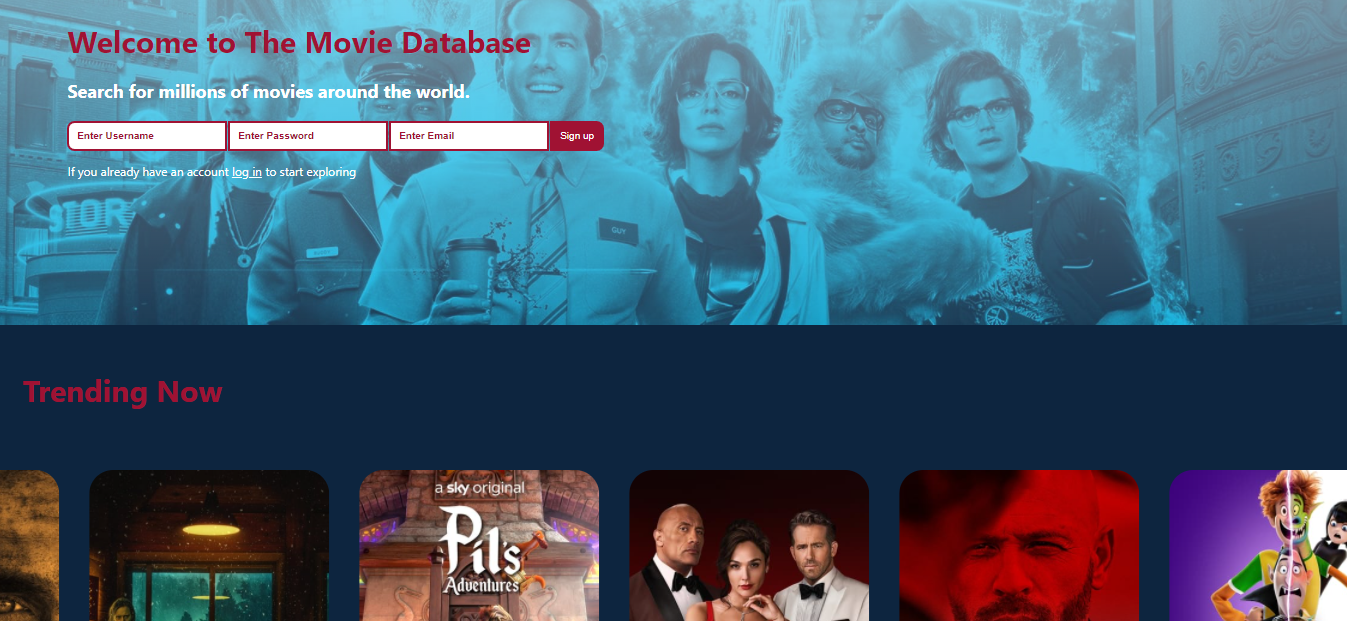 Welcome to The Movie Database
Search for millions of movies around the world.
Enter Username
Enter Password
Enter Email
Sign up
If you already have an account log in to start exploring
STOR
GUY
Trending Now
a sky original
Pil's
Adventures